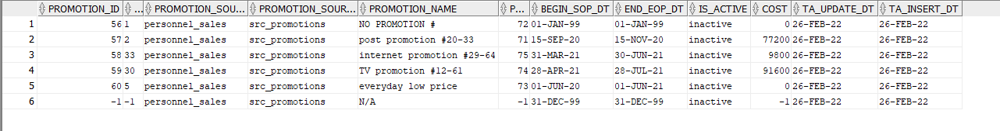 PROMOTION_ID ... PROMOTION_SOU... PROMOTION_SOUR... PROMOTION_NAME P... BEGIN_SOP_DT END_EOP_DT IS_ACTIVE COST TA_UPDATE_DT TA_INSERT_DT
1 56 1 personnel_sales src_promotions NO PROMOTION # 72 01-JAN-99 01-JAN-99 inactive 0 26-FEB-22 26-FEB-22
2 57 2 personnel_sales src_promotions post promotion #20-33 71 15-SEP-20 15-NOV-20 inactive 77200 26-FEB-22 26-FEB-22
3 58 33 personnel_sales src_promotions internet promotion #29-64 75 31-MAR-21 30-JUN-21 inactive 9800 26-FEB-22 26-FEB-22
4 59 30 personnel_sales src_promotions TV promotion #12-61 74 28-APR-21 28-JUL-21 inactive 91600 26-FEB-22 26-FEB-22
5 60 5 personnel_sales src_promotions everyday low price 73 01-JUN-20 01-JUN-21 inactive 0 26-FEB-22 26-FEB-22
6 -1 -1 personnel_sales src_promotions N/A -1 31-DEC-99 31-DEC-99 inactive -1 26-FEB-22 26-FEB-22